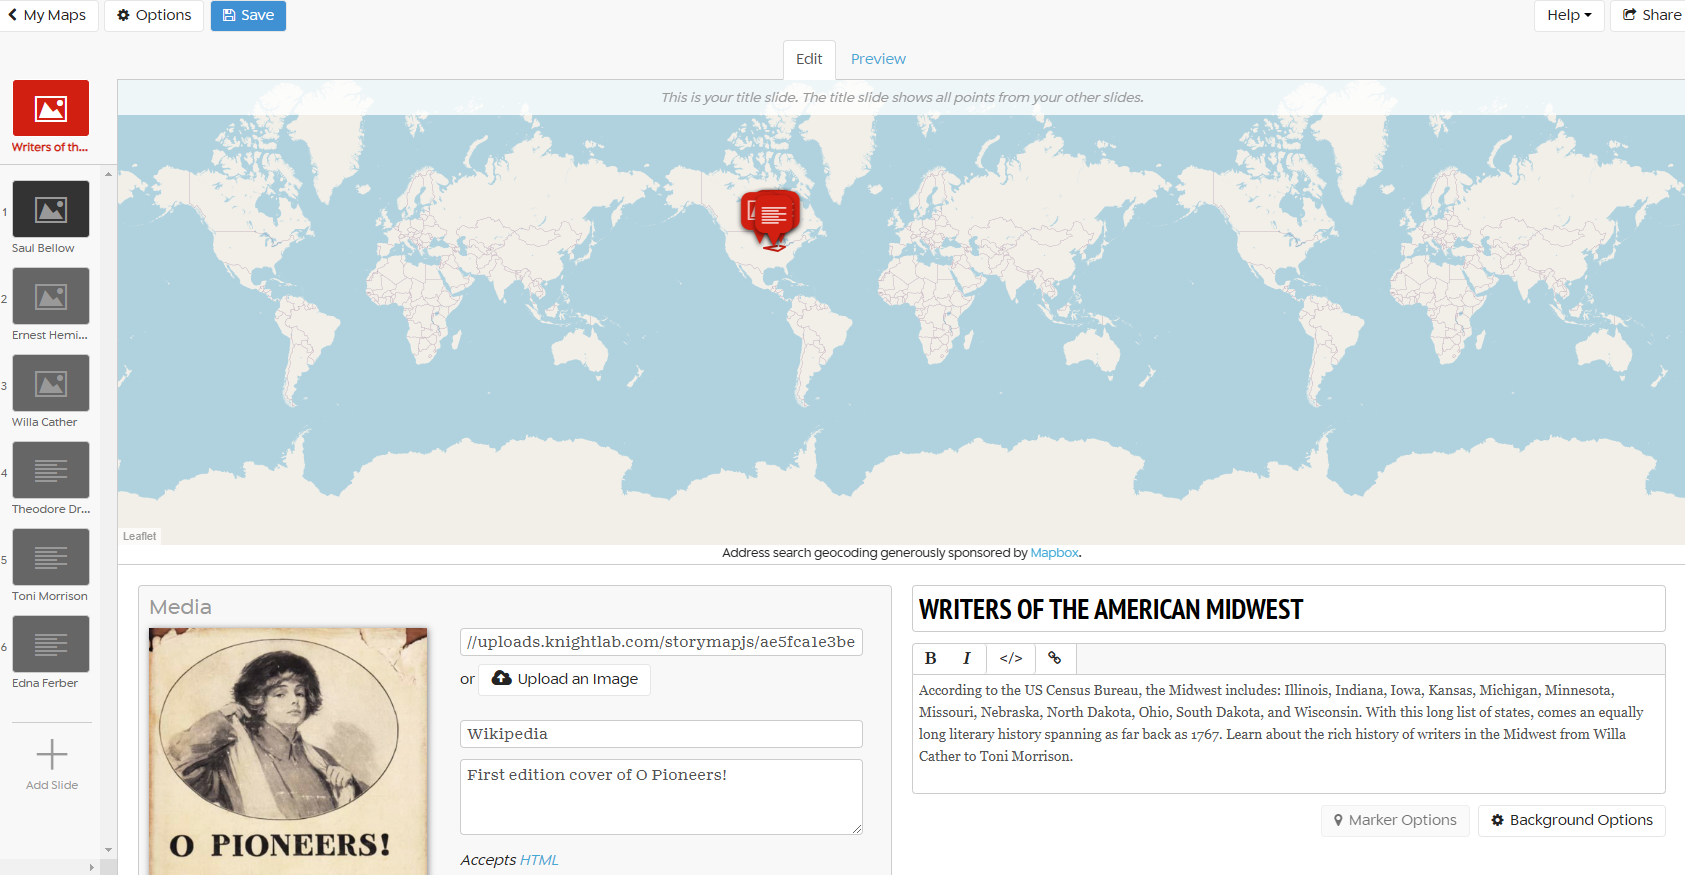 My Maps
Options
Save
Help
Share
Edit
Preview
This is your title slide. The title slide shows all points from your other slides.
Writers of th...
1
Saul Bellow
2
Ernest Hemi...
3
Willa Cather
4
Theodore Dr...
5
Toni Morrison
6
Edna Ferber
Add Slide
Leaflet
Address search geocoding generously sponsored by Mapbox.
Media
O PIONEERS!
//uploads.knightlab.com/storymapjs/ae5fca1e3be
or Upload an Image
Wikipedia
First edition cover of O Pioneers!
Accepts HTML
WRITERS OF THE AMERICAN MIDWEST
B I </>
According to the US Census Bureau, the Midwest includes: Illinois, Indiana, Iowa, Kansas, Michigan, Minnesota,
Missouri, Nebraska, North Dakota, Ohio, South Dakota, and Wisconsin. With this long list of states, comes an equally
long literary history spanning as far back as 1767. Learn about the rich history of writers in the Midwest from Willa
Cather to Toni Morrison.
Marker Options
Background Options